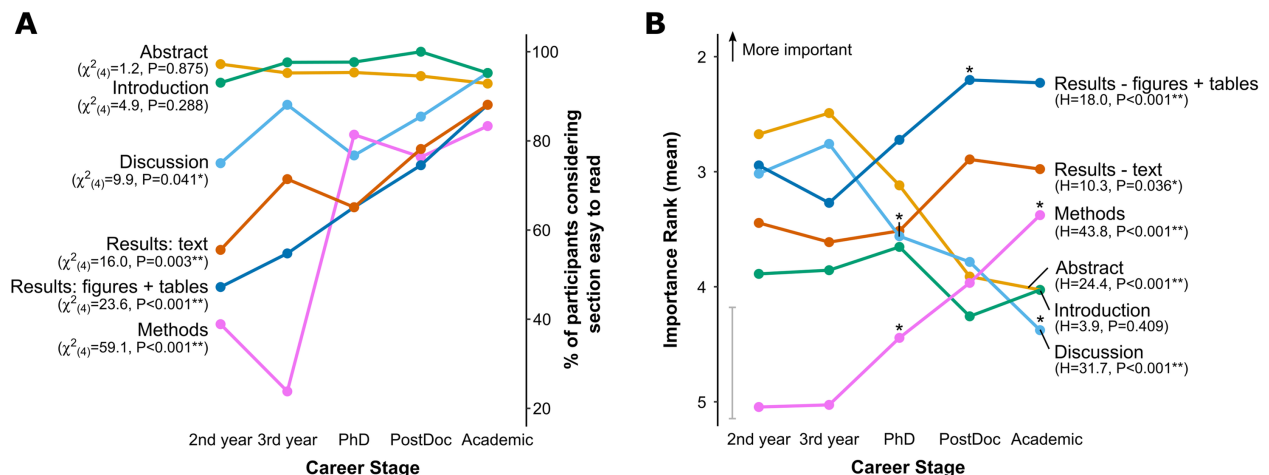 A
Abstract
(χ²₍₄₎=1.2, P=0.875)
Introduction
(χ²₍₄₎=4.9, P=0.288)
Discussion
(χ²₍₄₎=9.9, P=0.041*)
Results: text
(χ²₍₄₎=16.0, P=0.003**)
Results: figures + tables
(χ²₍₄₎=23.6, P<0.001**)
Methods
(χ²₍₄₎=59.1, P<0.001**)
100
80
60
40
20
% of participants considering
section easy to read
2nd year 3rd year PhD PostDoc Academic
Career Stage
B
More important
2
3
4
5
Importance Rank (mean)
*
*
*
*
*
Results - figures + tables
(H=18.0, P<0.001**)
Results - text
(H=10.3, P=0.036*)
Methods
(H=43.8, P<0.001**)
Abstract
(H=24.4, P<0.001**)
Introduction
(H=3.9, P=0.409)
Discussion
(H=31.7, P<0.001**)
2nd year 3rd year PhD PostDoc Academic
Career Stage